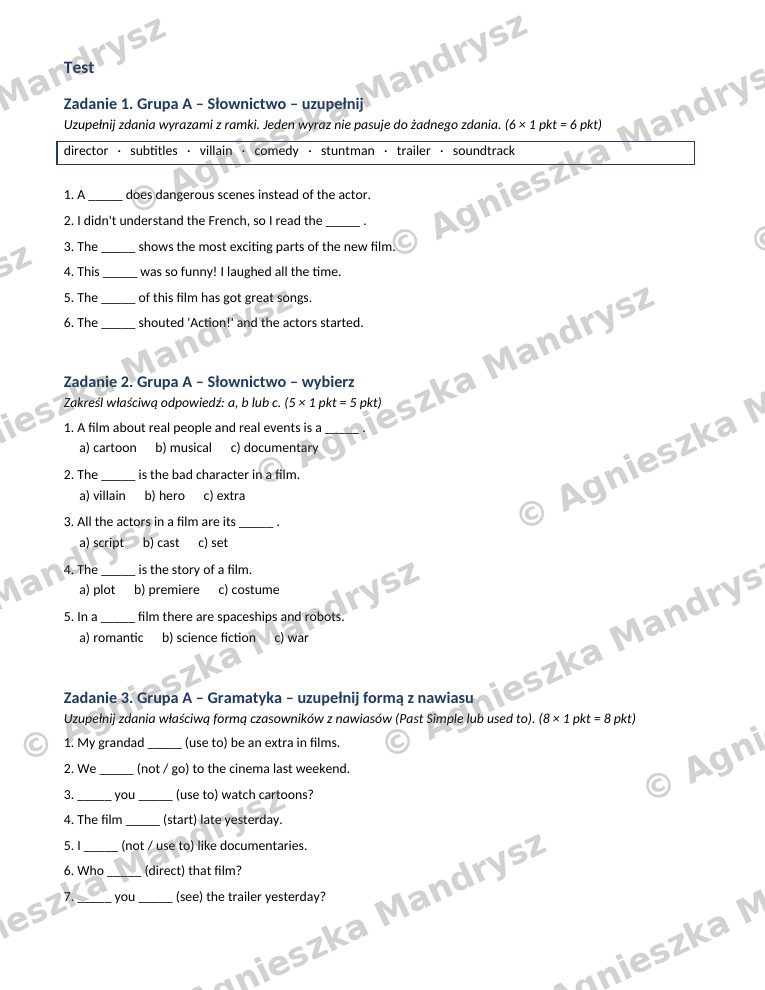 Test
Zadanie 1. Grupa A – Słownictwo – uzupełnij
Uzupełnij zdania wyrazami z ramki. Jeden wyraz nie pasuje do żadnego zdania. (6 × 1 pkt = 6 pkt)
director · subtitles · villain · comedy · stuntman · trailer · soundtrack
1. A _____ does dangerous scenes instead of the actor.
2. I didn't understand the French, so I read the _____ .
3. The _____ shows the most exciting parts of the new film.
4. This _____ was so funny! I laughed all the time.
5. The _____ of this film has got great songs.
6. The _____ shouted 'Action!' and the actors started.
Zadanie 2. Grupa A – Słownictwo – wybierz
Zakreśl właściwą odpowiedź: a, b lub c. (5 × 1 pkt = 5 pkt)
1. A film about real people and real events is a _____ .
a) cartoon b) musical c) documentary
2. The _____ is the bad character in a film.
a) villain b) hero c) extra
3. All the actors in a film are its _____ .
a) script b) cast c) set
4. The _____ is the story of a film.
a) plot b) premiere c) costume
5. In a _____ film there are spaceships and robots.
a) romantic b) science fiction c) war
Zadanie 3. Grupa A – Gramatyka – uzupełnij formą z nawiasu
Uzupełnij zdania właściwą formą czasowników z nawiasów (Past Simple lub used to). (8 × 1 pkt = 8 pkt)
1. My grandad _____ (use to) be an extra in films.
2. We _____ (not / go) to the cinema last weekend.
3. _____ you _____ (use to) watch cartoons?
4. The film _____ (start) late yesterday.
5. I _____ (not / use to) like documentaries.
6. Who _____ (direct) that film?
7. _____ you _____ (see) the trailer yesterday?
© Agnieszka Mandrysz